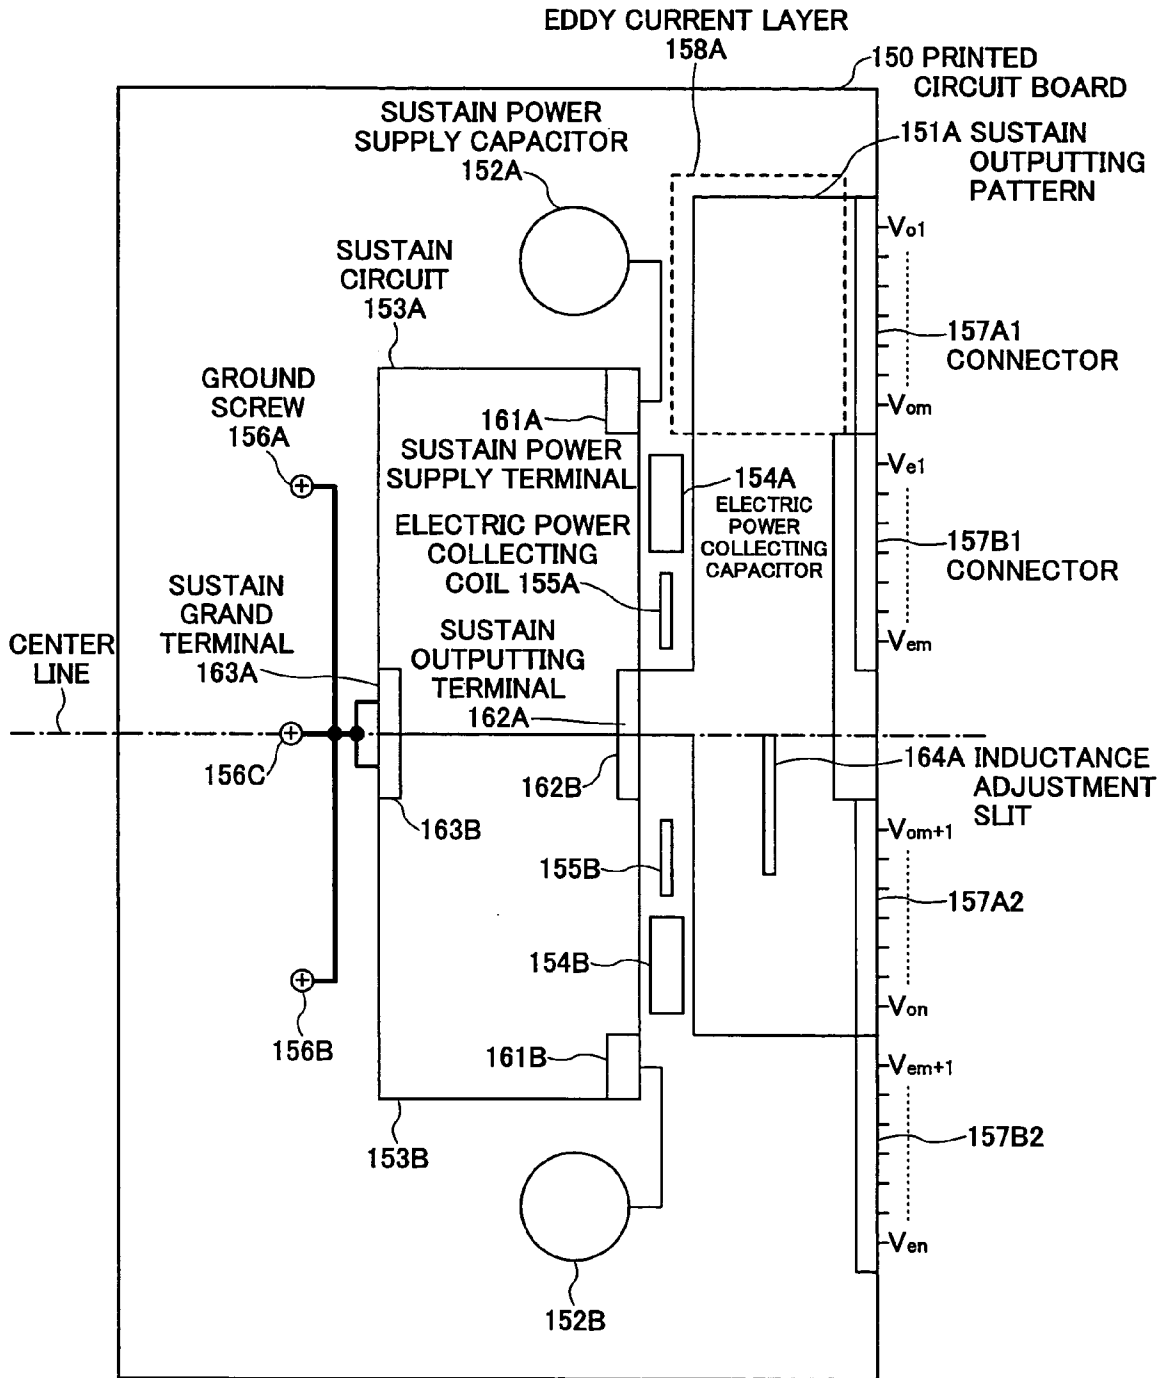 EDDY CURRENT LAYER
158A
150 PRINTED
CIRCUIT BOARD
SUSTAIN POWER
SUPPLY CAPACITOR
152A
151A SUSTAIN
OUTPUTTING
PATTERN
Vo1
SUSTAIN
CIRCUIT
153A
157A1
CONNECTOR
GROUND
SCREW
156A
161A
Vom
SUSTAIN POWER
SUPPLY TERMINAL
Ve1
154A
ELECTRIC
POWER
COLLECTING
CAPACITOR
ELECTRIC POWER
COLLECTING
COIL 155A
157B1
CONNECTOR
SUSTAIN
GRAND
TERMINAL
163A
SUSTAIN
OUTPUTTING
TERMINAL
162A
Vem
CENTER
LINE
156C
162B
164A INDUCTANCE
ADJUSTMENT
SLIT
163B
Vom+1
155B
157A2
154B
Von
156B
161B
Vem+1
153B
157B2
Ven
152B